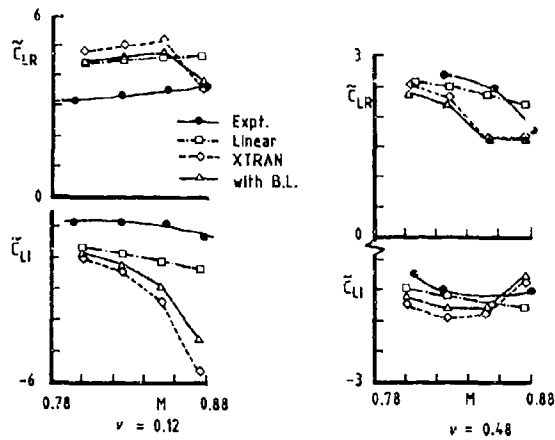 6
C̃LR
0
Expt.
Linear
XTRAN
with B.L.
C̃LI
-6
0.78 M 0.88
ν = 0.12
3
C̃LR
0
C̃LI
-3
0.78 M 0.88
ν = 0.48